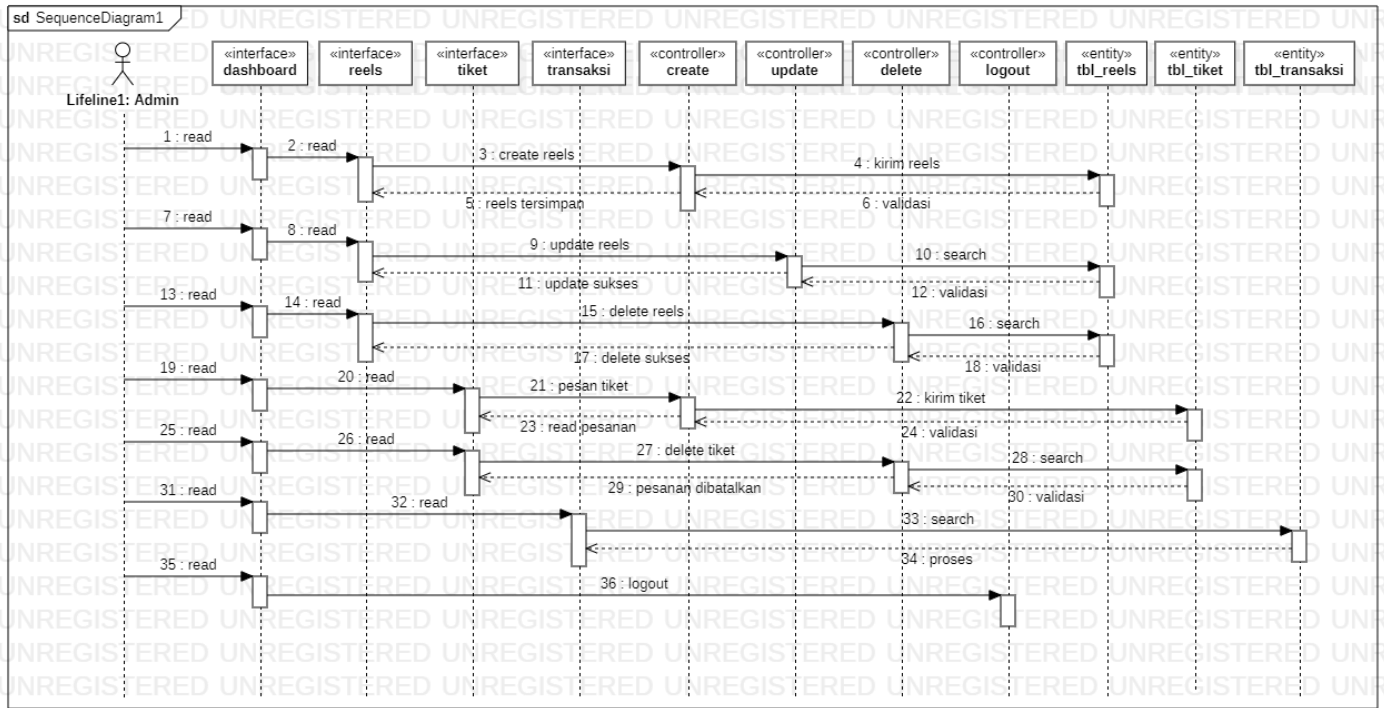 sd SequenceDiagram1
Lifeline1: Admin
«interface»
dashboard
«interface»
reels
«interface»
tiket
«interface»
transaksi
«controller»
create
«controller»
update
«controller»
delete
«controller»
logout
«entity»
tbl_reels
«entity»
tbl_tiket
«entity»
tbl_transaksi
1 : read
2 : read
3 : create reels
4 : kirim reels
5 : reels tersimpan
6 : validasi
7 : read
8 : read
9 : update reels
10 : search
11 : update sukses
12 : validasi
13 : read
14 : read
15 : delete reels
16 : search
17 : delete sukses
18 : validasi
19 : read
20 : read
21 : pesan tiket
22 : kirim tiket
23 : read pesanan
24 : validasi
25 : read
26 : read
27 : delete tiket
28 : search
29 : pesanan dibatalkan
30 : validasi
31 : read
32 : read
33 : search
34 : proses
35 : read
36 : logout
UNREGISTERED